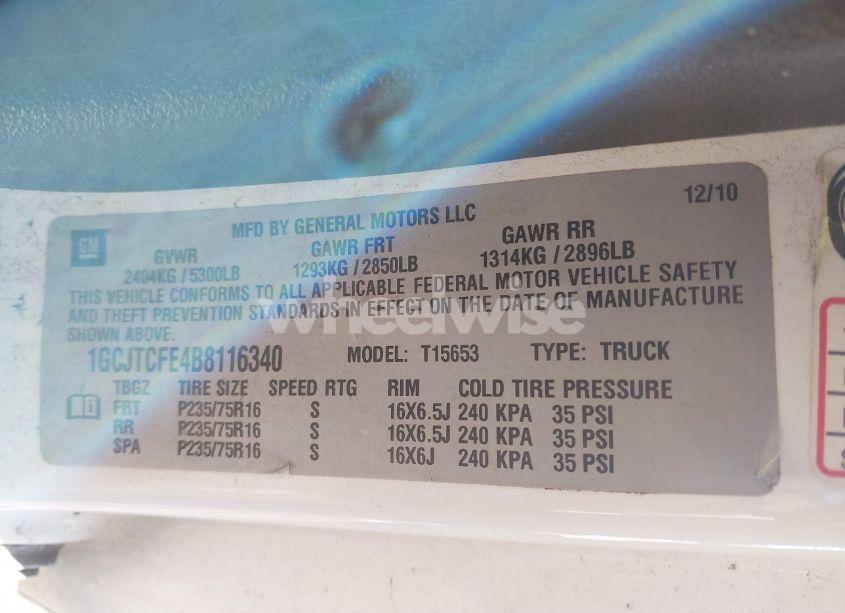 12/10
MFD BY GENERAL MOTORS LLC
GM
GVWR GAWR FRT GAWR RR
2404KG / 5300LB 1293KG / 2850LB 1314KG / 2896LB
THIS VEHICLE CONFORMS TO ALL APPLICABLE FEDERAL MOTOR VEHICLE SAFETY
AND THEFT PREVENTION STANDARDS IN EFFECT ON THE DATE OF MANUFACTURE
SHOWN ABOVE.
wheelwise
1GCJTCFE4B8116340 MODEL: T15653 TYPE: TRUCK
TBGZ TIRE SIZE SPEED RTG RIM COLD TIRE PRESSURE
FRT P235/75R16 S 16X6.5J 240 KPA 35 PSI
RR P235/75R16 S 16X6.5J 240 KPA 35 PSI
SPA P235/75R16 S 16X6J 240 KPA 35 PSI